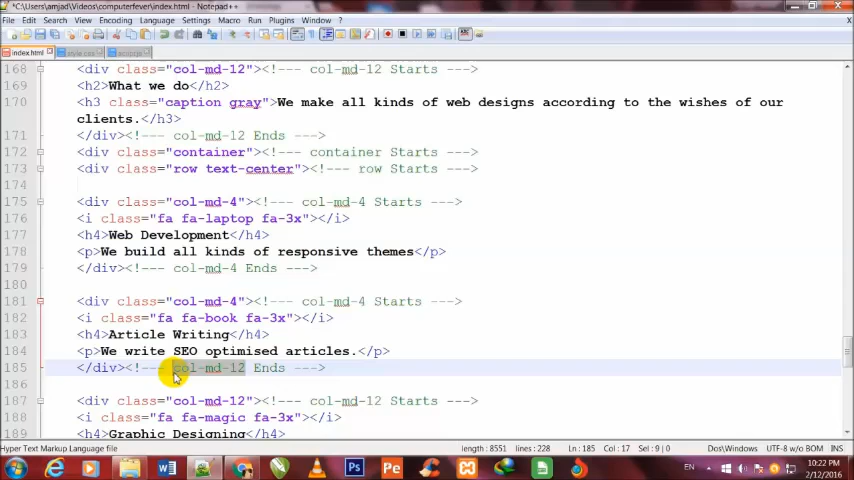 *C:\Users\amjad\Videos\computerfever\index.html - Notepad++
File Edit Search View Encoding Language Settings Macro Run Plugins Window ?
index.html style.css
168 <div class="col-md-12"><!--- col-md-12 Starts --->
169 <h2>What we do</h2>
170 <h3 class="caption gray">We make all kinds of web designs according to the wishes of our
clients.</h3>
171 </div><!--- col-md-12 Ends --->
172 <div class="container"><!--- container Starts --->
173 <div class="row text-center"><!--- row Starts --->
174
175 <div class="col-md-4"><!--- col-md-4 Starts --->
176 <i class="fa fa-laptop fa-3x"></i>
177 <h4>Web Development</h4>
178 <p>We build all kinds of responsive themes</p>
179 </div><!--- col-md-4 Ends --->
180
181 <div class="col-md-4"><!--- col-md-4 Starts --->
182 <i class="fa fa-book fa-3x"></i>
183 <h4>Article Writing</h4>
184 <p>We write SEO optimised articles.</p>
185 </div><!--- col-md-12 Ends --->
186
187 <div class="col-md-12"><!--- col-md-12 Starts --->
188 <i class="fa fa-magic fa-3x"></i>
189 <h4>Graphic Designing</h4>
Hyper Text Markup Language file length : 8551 lines : 228 Ln : 185 Col : 17 Sel : 9 | 0 Dos\Windows UTF-8 w/o BOM INS
Ps Pe EN 10:22 PM
2/12/2016